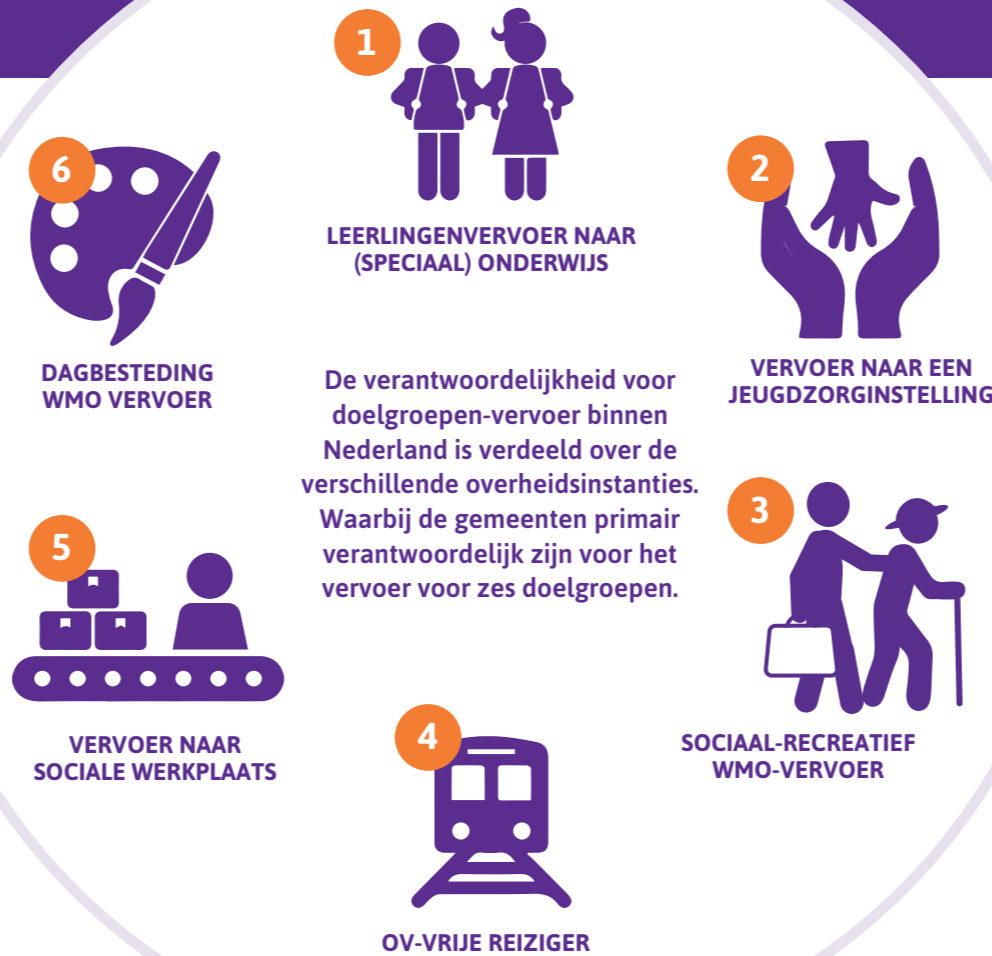 1
LEERLINGENVERVOER NAAR
(SPECIAAL) ONDERWIJS
2
VERVOER NAAR EEN
JEUGDZORGINSTELLING
3
SOCIAAL-RECREATIEF
WMO-VERVOER
4
OV-VRIJE REIZIGER
5
VERVOER NAAR
SOCIALE WERKPLAATS
6
DAGBESTEDING
WMO VERVOER
De verantwoordelijkheid voor
doelgroepen-vervoer binnen
Nederland is verdeeld over de
verschillende overheidsinstanties.
Waarbij de gemeenten primair
verantwoordelijk zijn voor het
vervoer voor zes doelgroepen.